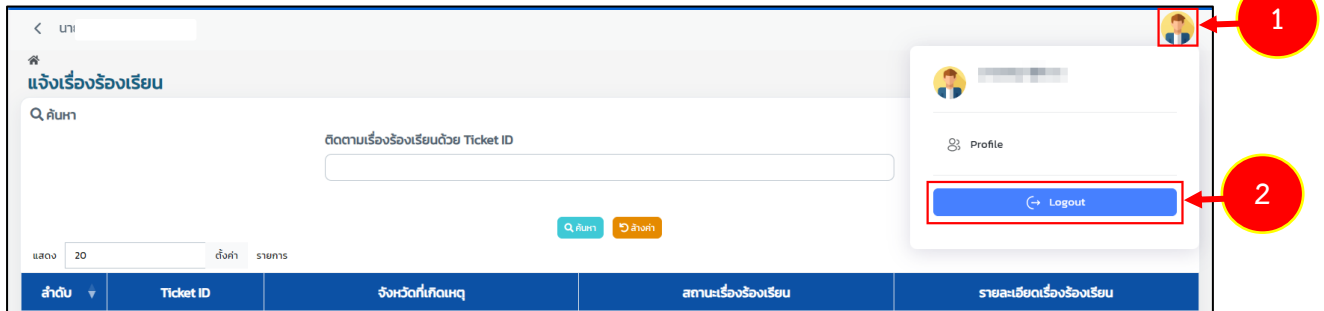 1
แจ้งเรื่องร้องเรียน
ค้นหา
ติดตามเรื่องร้องเรียนด้วย Ticket ID
Profile
Logout
2
ค้นหา ล้างค่า
แสดง 20 ตั้งค่า รายการ
ลำดับ Ticket ID จังหวัดที่เกิดเหตุ สถานะเรื่องร้องเรียน รายละเอียดเรื่องร้องเรียน